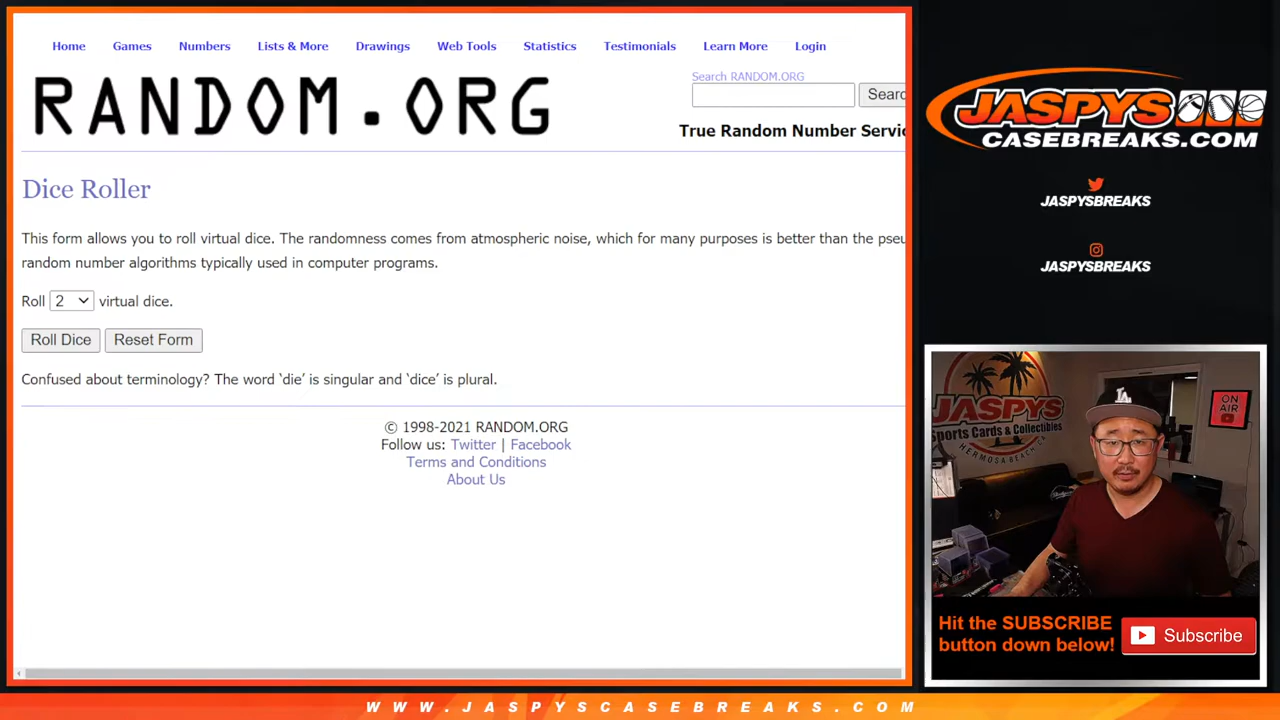 Home Games Numbers Lists & More Drawings Web Tools Statistics Testimonials Learn More Login
RANDOM.ORG
Search RANDOM.ORG
Searc
True Random Number Servic
Dice Roller
This form allows you to roll virtual dice. The randomness comes from atmospheric noise, which for many purposes is better than the pseu
random number algorithms typically used in computer programs.
Roll 2 virtual dice.
Roll Dice Reset Form
Confused about terminology? The word ‘die’ is singular and ‘dice’ is plural.
© 1998-2021 RANDOM.ORG
Follow us: Twitter | Facebook
Terms and Conditions
About Us
JASPYS
CASEBREAKS.COM
JASPYSBREAKS
JASPYSBREAKS
JASPYS
Sports Cards & Collectibles
HERMOSA BEACH, CA
LA
ON
AIR
Hit the SUBSCRIBE
button down below!
Subscribe
WWW.JASPYSCASEBREAKS.COM